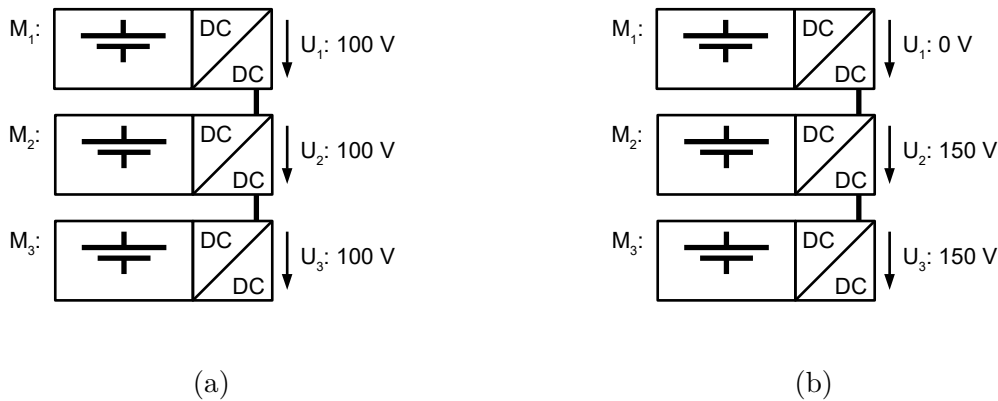 M₁: DC DC U₁: 100 V
M₂: DC DC U₂: 100 V
M₃: DC DC U₃: 100 V
(a)
M₁: DC DC U₁: 0 V
M₂: DC DC U₂: 150 V
M₃: DC DC U₃: 150 V
(b)